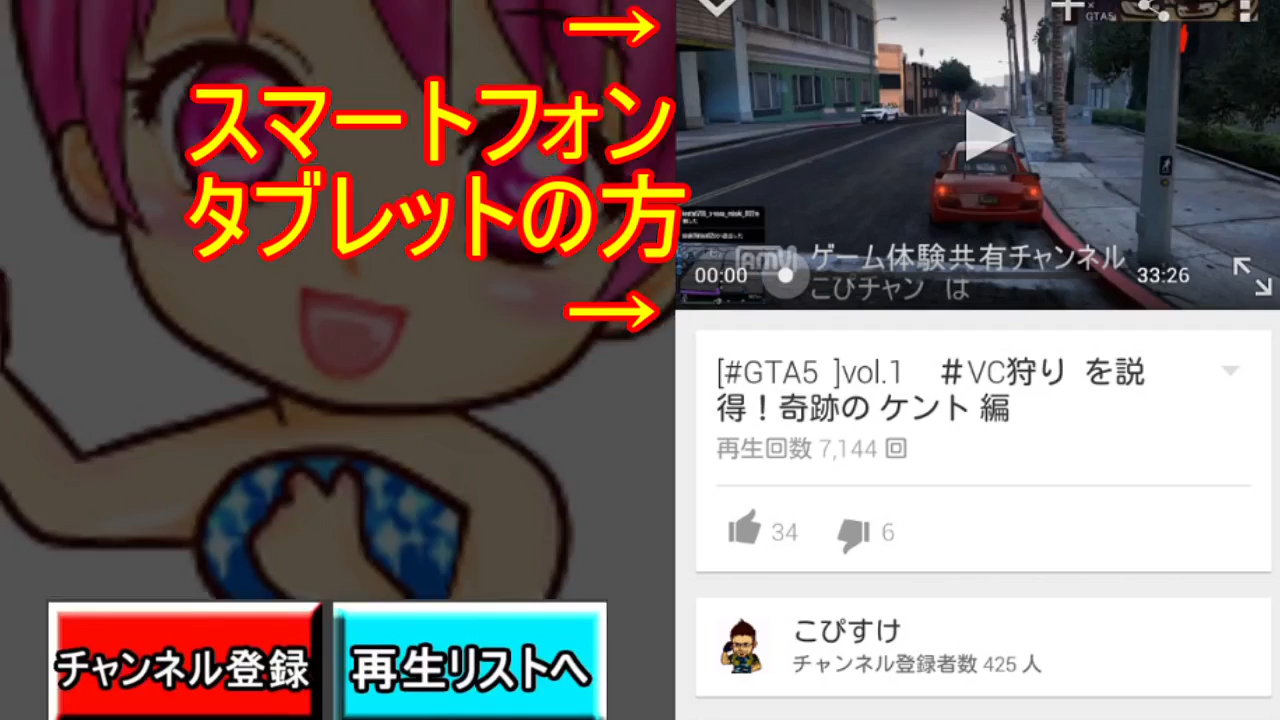 →
スマートフォン
タブレットの方
→
チャンネル登録
再生リストへ
GTA5
ゲーム体験共有チャンネル
こびチャン は
00:00
33:26
[#GTA5 ]vol.1 #VC狩り を説
得！奇跡の ケント 編
再生回数 7,144 回
34
6
こぴすけ
チャンネル登録者数 425 人